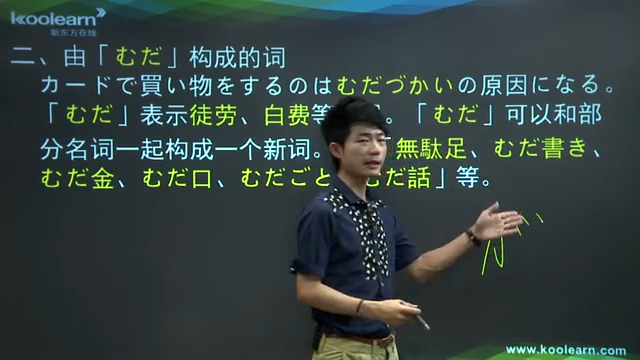 koolearn
新东方在线
二、由「むだ」构成的词
カードで買い物をするのはむだづかいの原因になる。
「むだ」表示徒劳、白费等。「むだ」可以和部
分名词一起构成一个新词。無駄足、むだ書き、
むだ金、むだ口、むだごと、むだ話」等。
www.koolearn.com